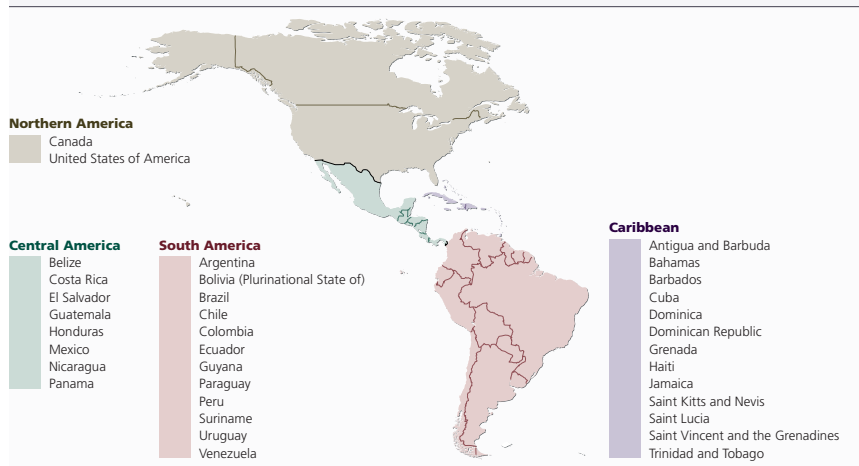 Northern America
Canada
United States of America
Central America
Belize
Costa Rica
El Salvador
Guatemala
Honduras
Mexico
Nicaragua
Panama
South America
Argentina
Bolivia (Plurinational State of)
Brazil
Chile
Colombia
Ecuador
Guyana
Paraguay
Peru
Suriname
Uruguay
Venezuela
Caribbean
Antigua and Barbuda
Bahamas
Barbados
Cuba
Dominica
Dominican Republic
Grenada
Haiti
Jamaica
Saint Kitts and Nevis
Saint Lucia
Saint Vincent and the Grenadines
Trinidad and Tobago